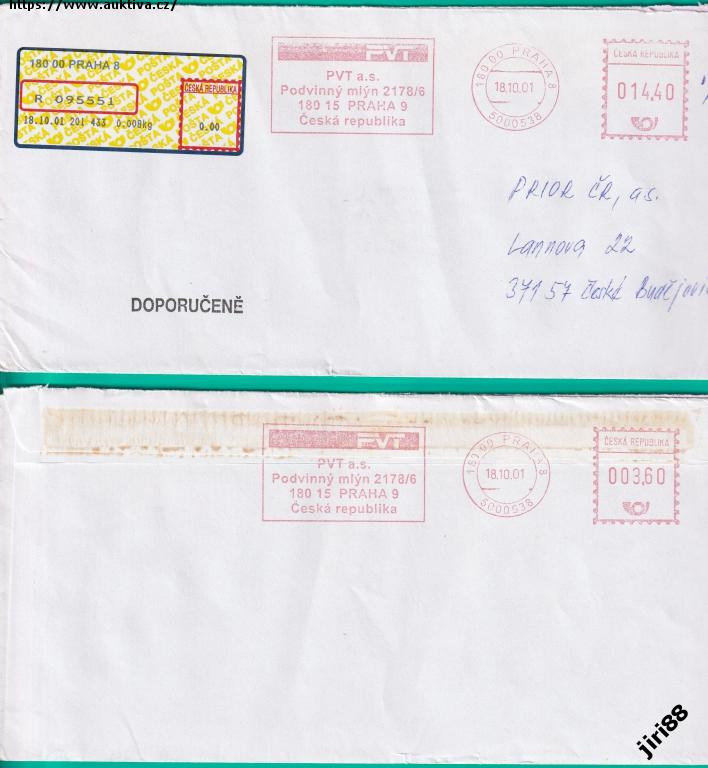 https://www.auktiva.cz/
180 00 PRAHA 8
R 095551
ČESKÁ REPUBLIKA
18.10.01 201 433 0.008kg
0.00
ČESKÁ POŠTA
PVT
PVT a.s.
Podvinný mlýn 2178/6
180 15 PRAHA 9
Česká republika
180 00 PRAHA 8
18.10.01
5000538
ČESKÁ REPUBLIKA
014,40
PRIOR ČR, a.s.
Lannova 22
371 57 České
DOPORUČENĚ
PVT
PVT a.s.
Podvinný mlýn 2178/6
180 15 PRAHA 9
Česká republika
180 00 PRAHA 8
18.10.01
5000538
ČESKÁ REPUBLIKA
003,60
jiri88